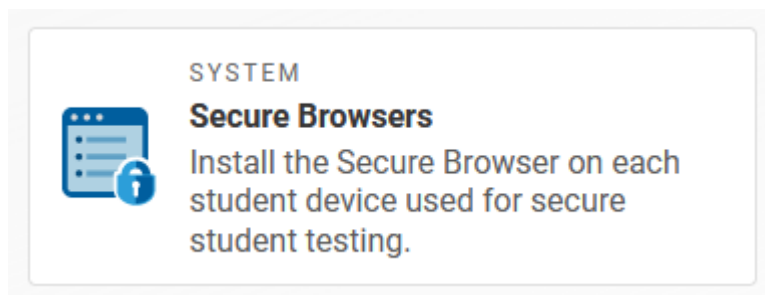 SYSTEM
Secure Browsers
Install the Secure Browser on each
student device used for secure
student testing.